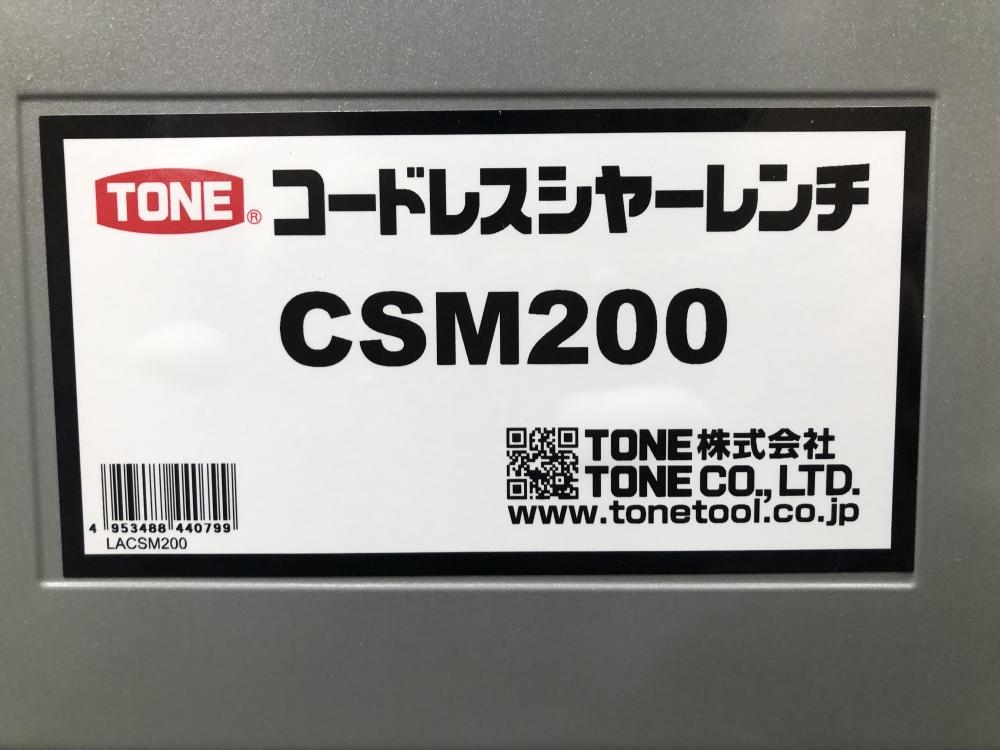 TONE® コードレスシャーレンチ
CSM200
TONE株式会社
TONE CO., LTD.
www.tonetool.co.jp
4 953488 440799
LACSM200